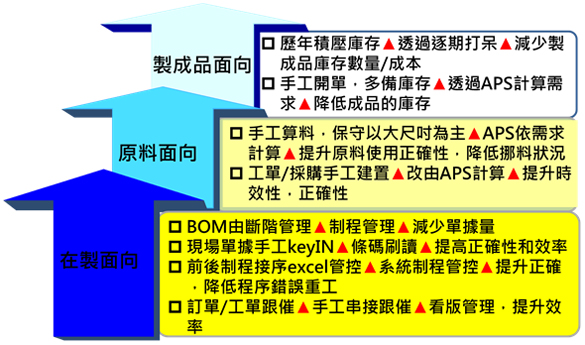 製成品面向
□ 歷年積壓庫存▲透過逐期打呆▲減少製
成品庫存數量/成本
□ 手工開單，多備庫存▲透過APS計算需
求▲降低成品的庫存
原料面向
□ 手工算料，保守以大尺吋為主▲APS依需求
計算▲提升原料使用正確性，降低挪料狀況
□ 工單/採購手工建置▲改由APS計算▲提升時
效性，正確性
在製面向
□ BOM由斷階管理▲制程管理▲減少單據量
□ 現場單據手工keyIN▲條碼刷讀▲提高正確性和效率
□ 前後制程接序excel管控▲系統制程管控▲提升正確
，降低程序錯誤重工
□ 訂單/工單跟催▲手工串接跟催▲看版管理，提升效
率